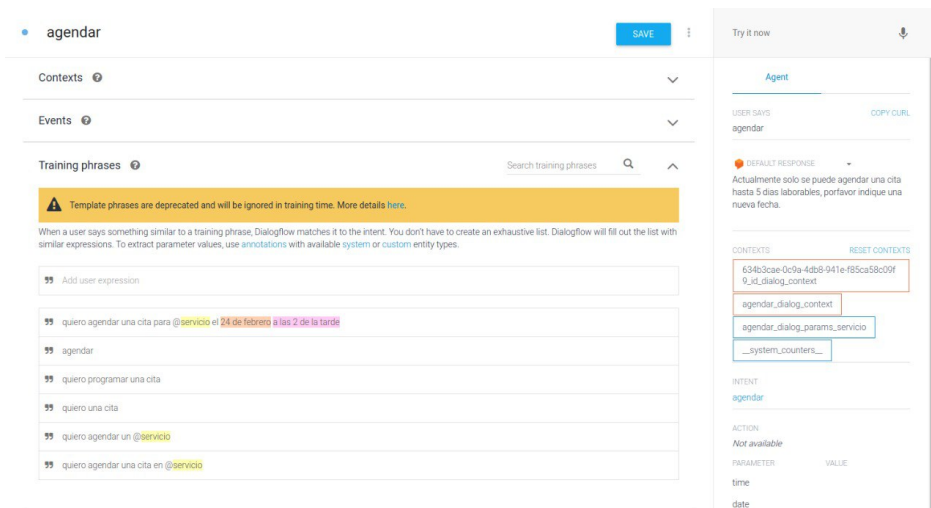 agendar
SAVE
Contexts
Events
Training phrases
Search training phrases
Template phrases are deprecated and will be ignored in training time. More details here.
When a user says something similar to a training phrase, Dialogflow matches it to the intent. You don't have to create an exhaustive list. Dialogflow will fill out the list with
similar expressions. To extract parameter values, use annotations with available system or custom entity types.
Add user expression
quiero agendar una cita para @servicio el 24 de febrero a las 2 de la tarde
agendar
quiero programar una cita
quiero una cita
quiero agendar un @servicio
quiero agendar una cita en @servicio
Try it now
Agent
USER SAYS COPY CURL
agendar
DEFAULT RESPONSE
Actualmente solo se puede agendar una cita
hasta 5 dias laborables, porfavor indique una
nueva fecha.
CONTEXTS RESET CONTEXTS
634b3cae-0c9a-4db8-941e-f85ca58c09f
9_id_dialog_context
agendar_dialog_context
agendar_dialog_params_servicio
__system_counters__
INTENT
agendar
ACTION
Not available
PARAMETER VALUE
time
date